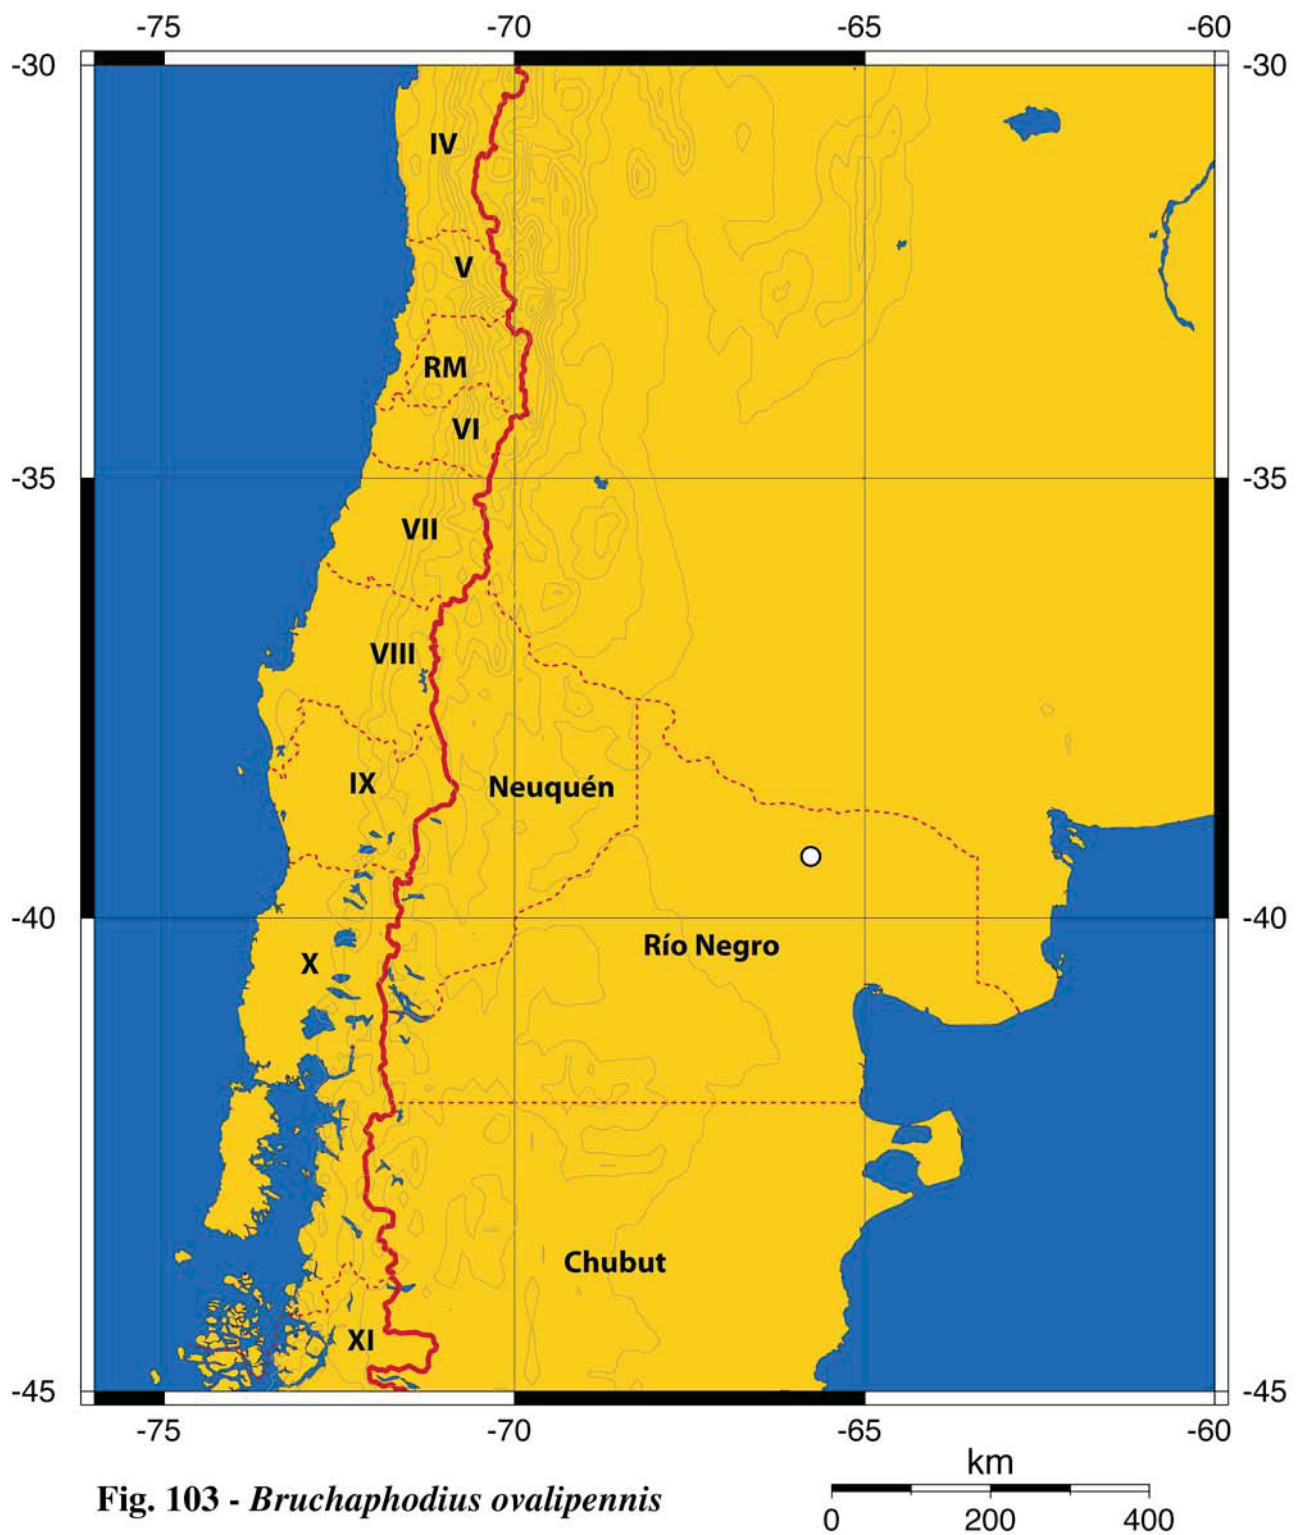 -75 -70 -65 -60
-30 -30
IV
V
RM
VI
-35 -35
VII
VIII
IX Neuquén
-40 -40
Río Negro
X
Chubut
XI
-45 -45
-75 -70 -65 -60
km
Fig. 103 - Bruchaphodius ovalipennis
0 200 400